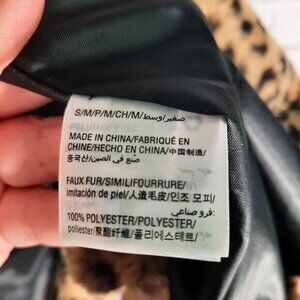 صغير/وسط
S/M/P/M/CH/M/
MADE IN CHINA/FABRIQUÉ EN
CHINE/HECHO EN CHINA/中国制造/
صنع في الصين/중국산
FAUX FUR/SIMILIFOURRURE/
imitación de piel/人造毛皮/인조 모피/
فرو صناعي
100% POLYESTER/POLYESTER/
poliéster/聚酯纤维/폴리에스테르/